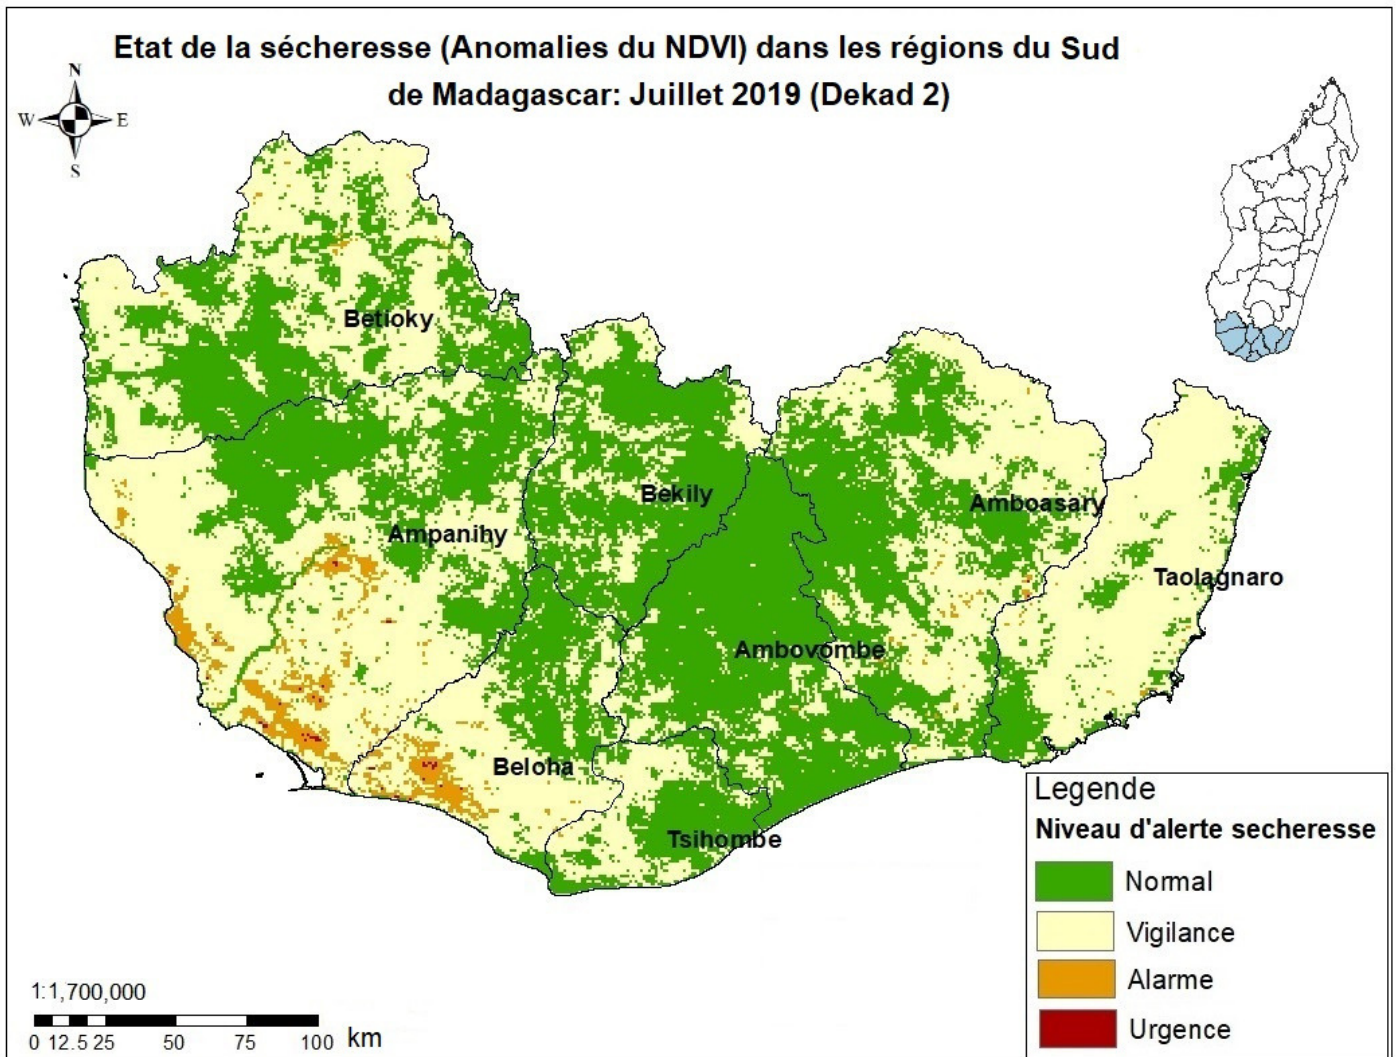 Etat de la sécheresse (Anomalies du NDVI) dans les régions du Sud
de Madagascar: Juillet 2019 (Dekad 2)
N
W E
S
Betioky
Bekily
Amboasary
Ampanihy
Taolagnaro
Ambovombe
Beloha
Tsihombe
Legende
Niveau d'alerte secheresse
Normal
Vigilance
Alarme
Urgence
1:1,700,000
0 12.5 25 50 75 100 km